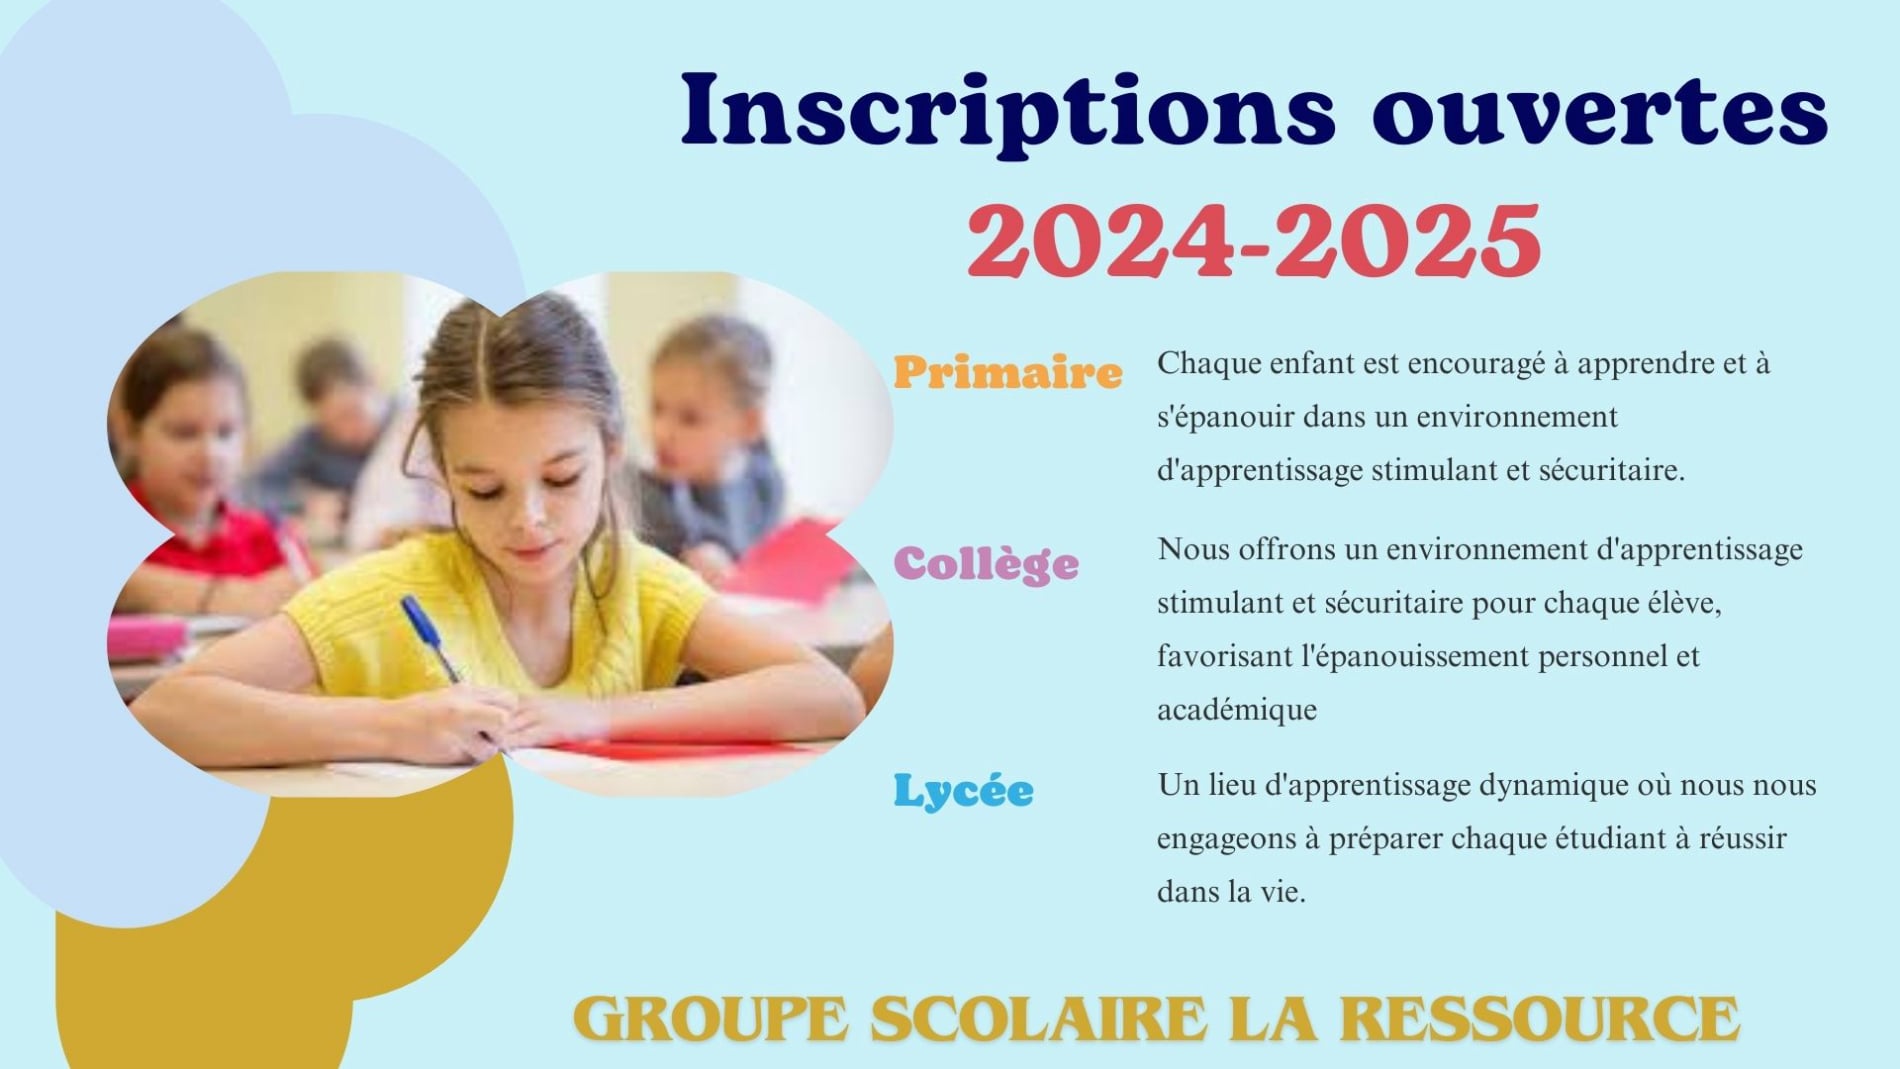 Inscriptions ouvertes
2024-2025
Primaire
Chaque enfant est encouragé à apprendre et à
s'épanouir dans un environnement
d'apprentissage stimulant et sécuritaire.
Collège
Nous offrons un environnement d'apprentissage
stimulant et sécuritaire pour chaque élève,
favorisant l'épanouissement personnel et
académique
Lycée
Un lieu d'apprentissage dynamique où nous nous
engageons à préparer chaque étudiant à réussir
dans la vie.
GROUPE SCOLAIRE LA RESSOURCE